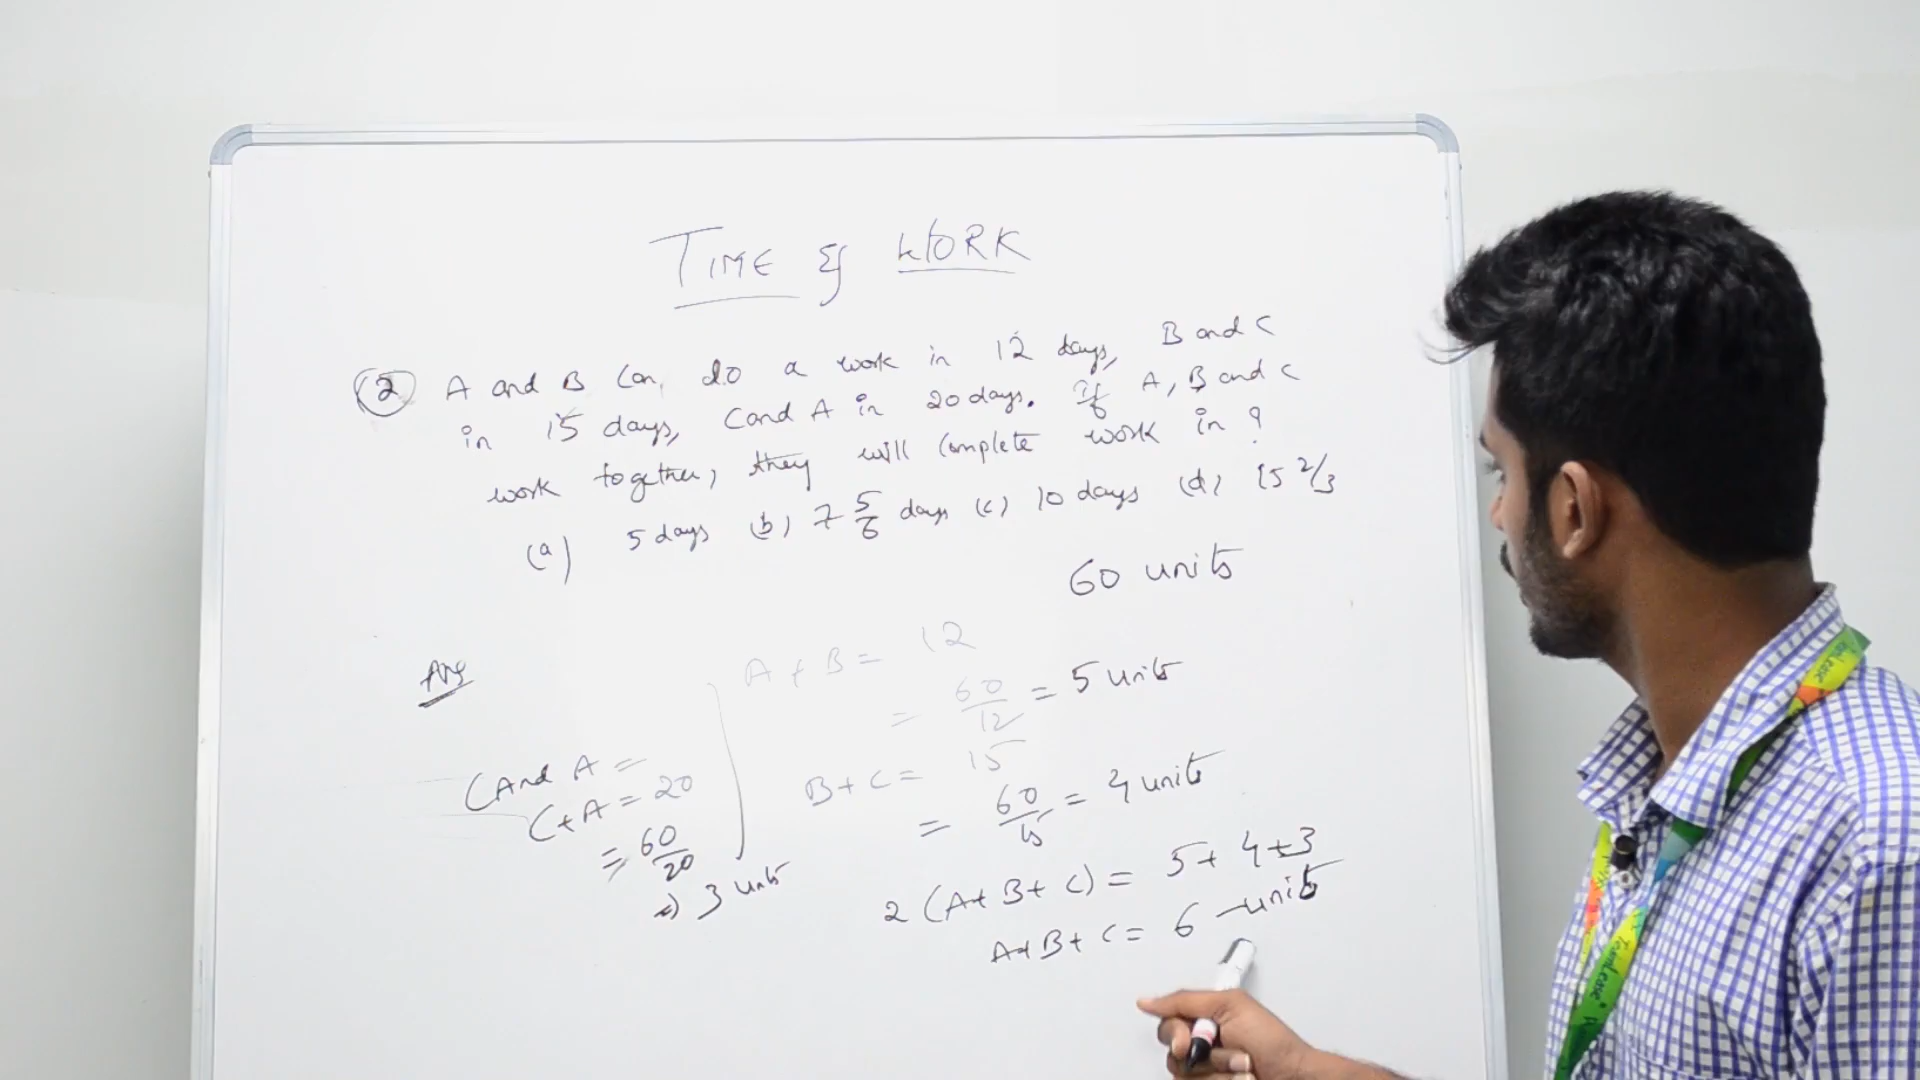 TIME & WORK
(2) A and B Can do a work in 12 days, B and C
in 15 days, C and A in 20 days. If A, B and C
work together, they will complete work in ?
(a) 5 days (b) 7 5/6 days (c) 10 days (d) 15 2/3
60 units
Ans
A + B = 12
= 60/12 = 5 units
B + C = 15
= 60/15 = 4 units
C And A =
C + A = 20
= 60/20
=) 3 units
2 (A + B + C) = 5 + 4 + 3
A + B + C = 6 units
TeamLease